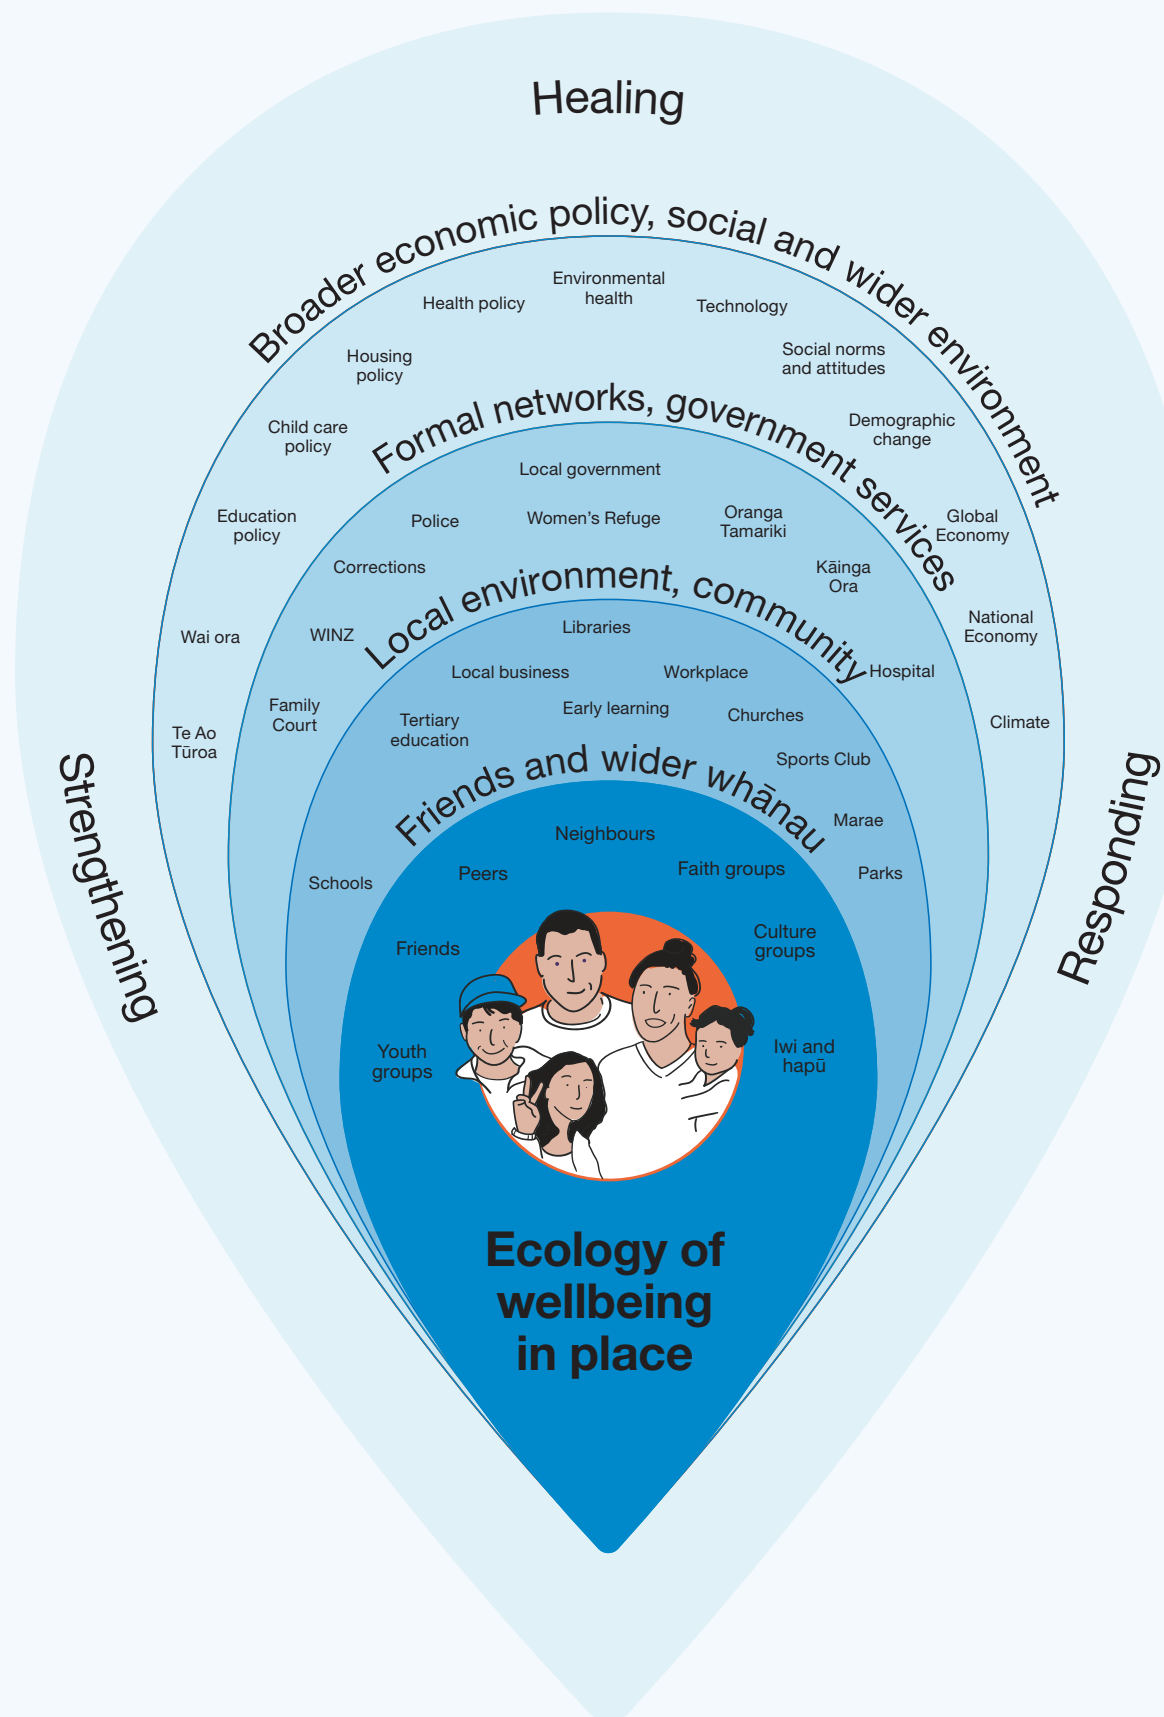 Healing
Strengthening
Responding
Broader economic policy, social and wider environment
Environmental
health
Health policy
Technology
Housing
policy
Social norms
and attitudes
Child care
policy
Demographic
change
Education
policy
Global
Economy
Wai ora
National
Economy
Te Ao
Tūroa
Climate
Formal networks, government services
Local government
Police
Women's Refuge
Oranga
Tamariki
Corrections
Kāinga
Ora
WINZ
Hospital
Family
Court
Local environment, community
Libraries
Local business
Workplace
Early learning
Tertiary
education
Churches
Sports Club
Marae
Schools
Parks
Friends and wider whānau
Neighbours
Peers
Faith groups
Friends
Culture
groups
Youth
groups
Iwi and
hapū
Ecology of
wellbeing
in place